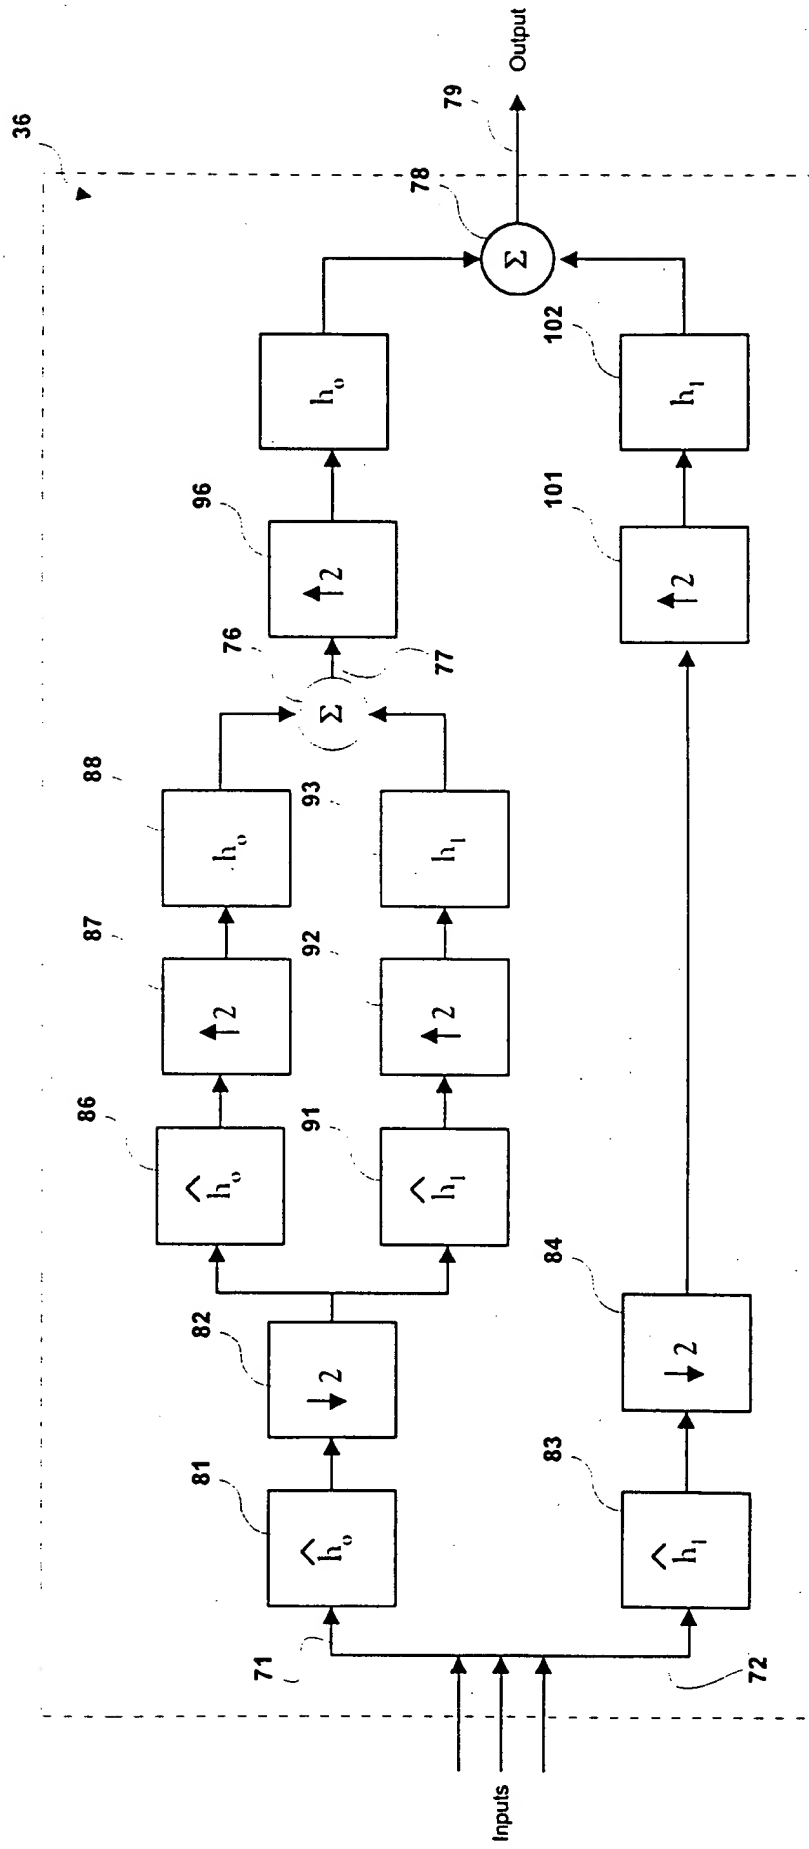 36
Inputs
71
72
81
ĥ₀
82
↓2
83
ĥ₁
84
↓2
86
ĥ₀
87
↑2
88
h₀
91
ĥ₁
92
↑2
93
h₁
76
Σ
77
96
↑2
h₀
101
↑2
102
h₁
78
Σ
79
Output